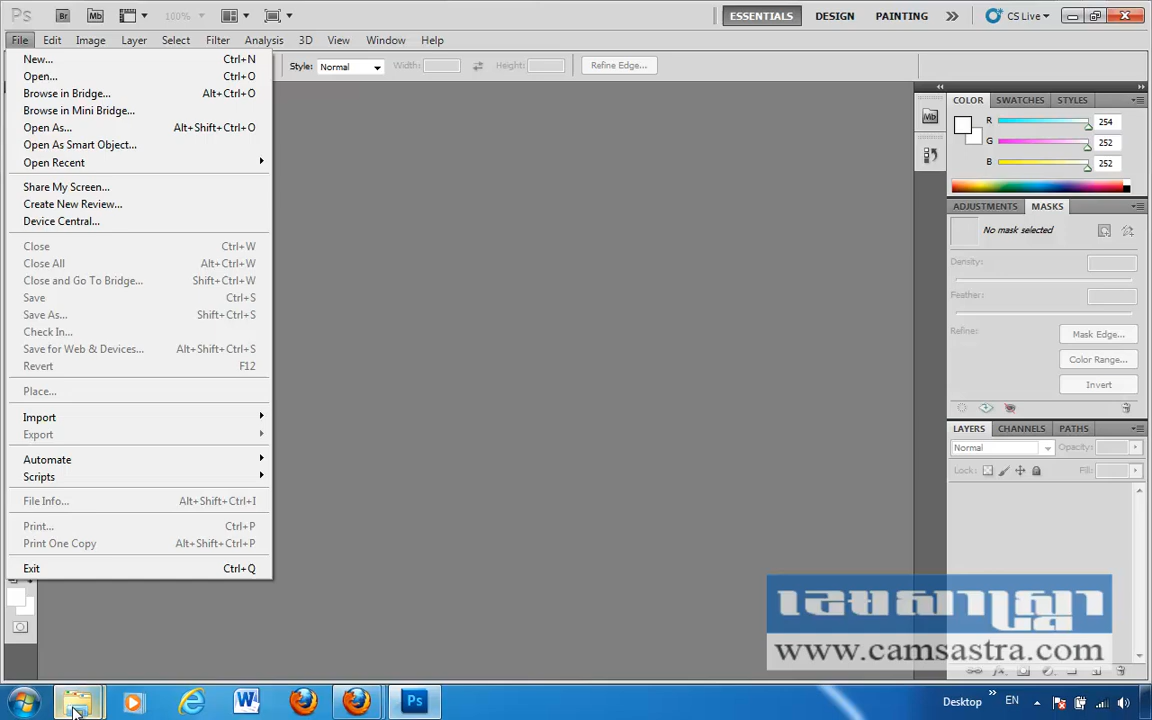 Ps Br Mb 100% ESSENTIALS DESIGN PAINTING CS Live
File Edit Image Layer Select Filter Analysis 3D View Window Help
New... Ctrl+N
Style: Normal Width: Height: Refine Edge...
Open... Ctrl+O
Browse in Bridge... Alt+Ctrl+O
Browse in Mini Bridge...
Open As... Alt+Shift+Ctrl+O
Open As Smart Object...
Open Recent
Share My Screen...
Create New Review...
Device Central...
Close Ctrl+W
Close All Alt+Ctrl+W
Close and Go To Bridge... Shift+Ctrl+W
Save Ctrl+S
Save As... Shift+Ctrl+S
Check In...
Save for Web & Devices... Alt+Shift+Ctrl+S
Revert F12
Place...
Import
Export
Automate
Scripts
File Info... Alt+Shift+Ctrl+I
Print... Ctrl+P
Print One Copy Alt+Shift+Ctrl+P
Exit Ctrl+Q
Mb
COLOR SWATCHES STYLES
R 254
G 252
B 252
ADJUSTMENTS MASKS
No mask selected
Density:
Feather:
Refine: Mask Edge...
Color Range...
Invert
LAYERS CHANNELS PATHS
Normal Opacity:
Lock: Fill:
www.camsastra.com
W Ps Desktop EN